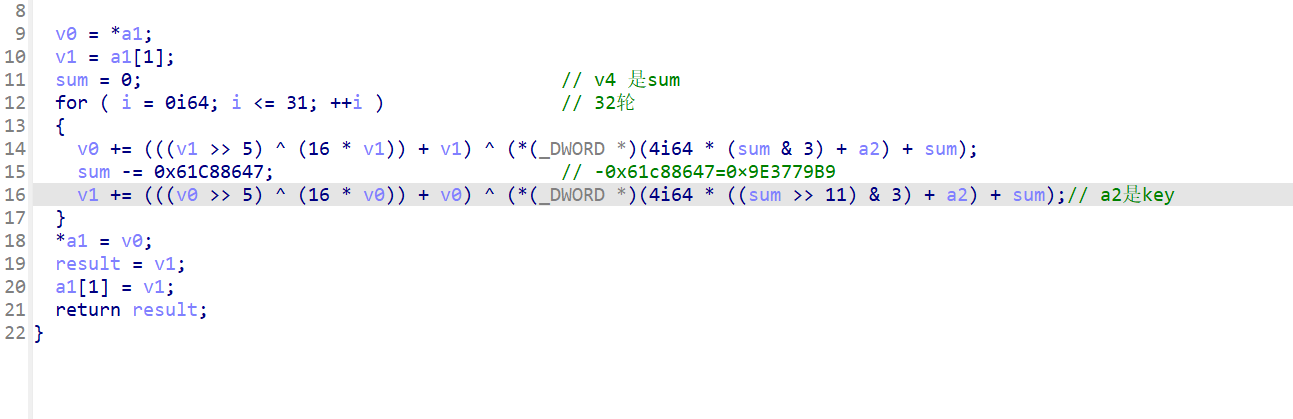 8
9 v0 = *a1;
10 v1 = a1[1];
11 sum = 0; // v4 是sum
12 for ( i = 0i64; i <= 31; ++i ) // 32轮
13 {
14 v0 += (((v1 >> 5) ^ (16 * v1)) + v1) ^ (*(_DWORD *)(4i64 * (sum & 3) + a2) + sum);
15 sum -= 0x61C88647; // -0x61c88647=0×9E3779B9
16 v1 += (((v0 >> 5) ^ (16 * v0)) + v0) ^ (*(_DWORD *)(4i64 * ((sum >> 11) & 3) + a2) + sum);// a2是key
17 }
18 *a1 = v0;
19 result = v1;
20 a1[1] = v1;
21 return result;
22 }